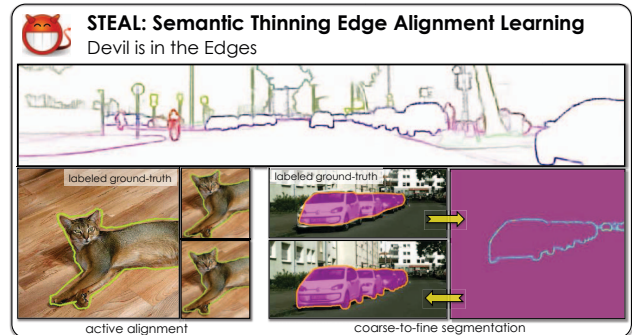 STEAL: Semantic Thinning Edge Alignment Learning
Devil is in the Edges
labeled ground-truth
labeled ground-truth
active alignment
coarse-to-fine segmentation